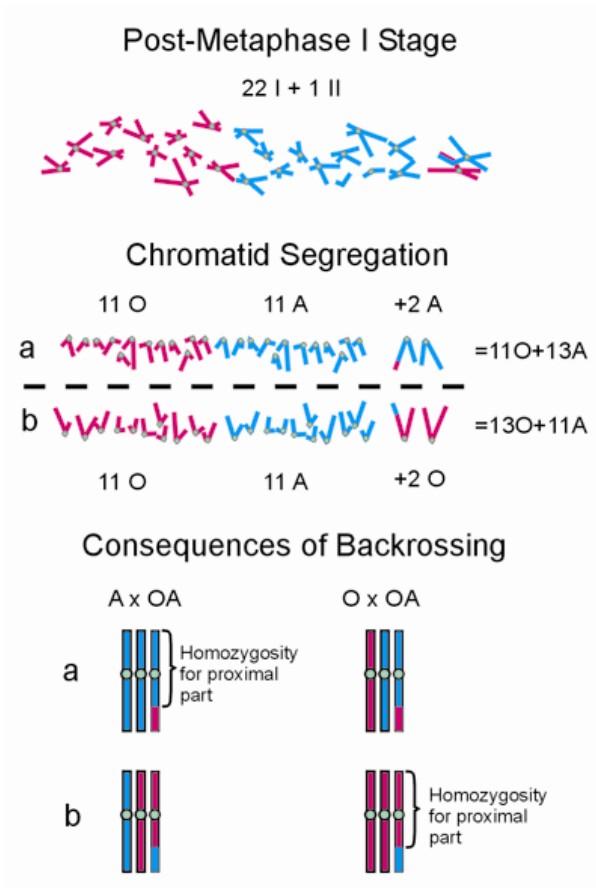 Post-Metaphase I Stage
22 I + 1 II
Chromatid Segregation
11 O 11 A +2 A
a =11O+13A
b =13O+11A
11 O 11 A +2 O
Consequences of Backrossing
A x OA O x OA
a
Homozygosity
for proximal
part
b
Homozygosity
for proximal
part